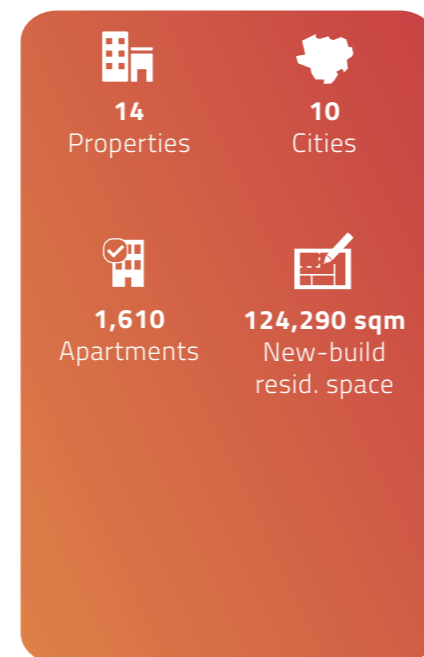 14
Properties
10
Cities
1,610
Apartments
124,290 sqm
New-build
resid. space